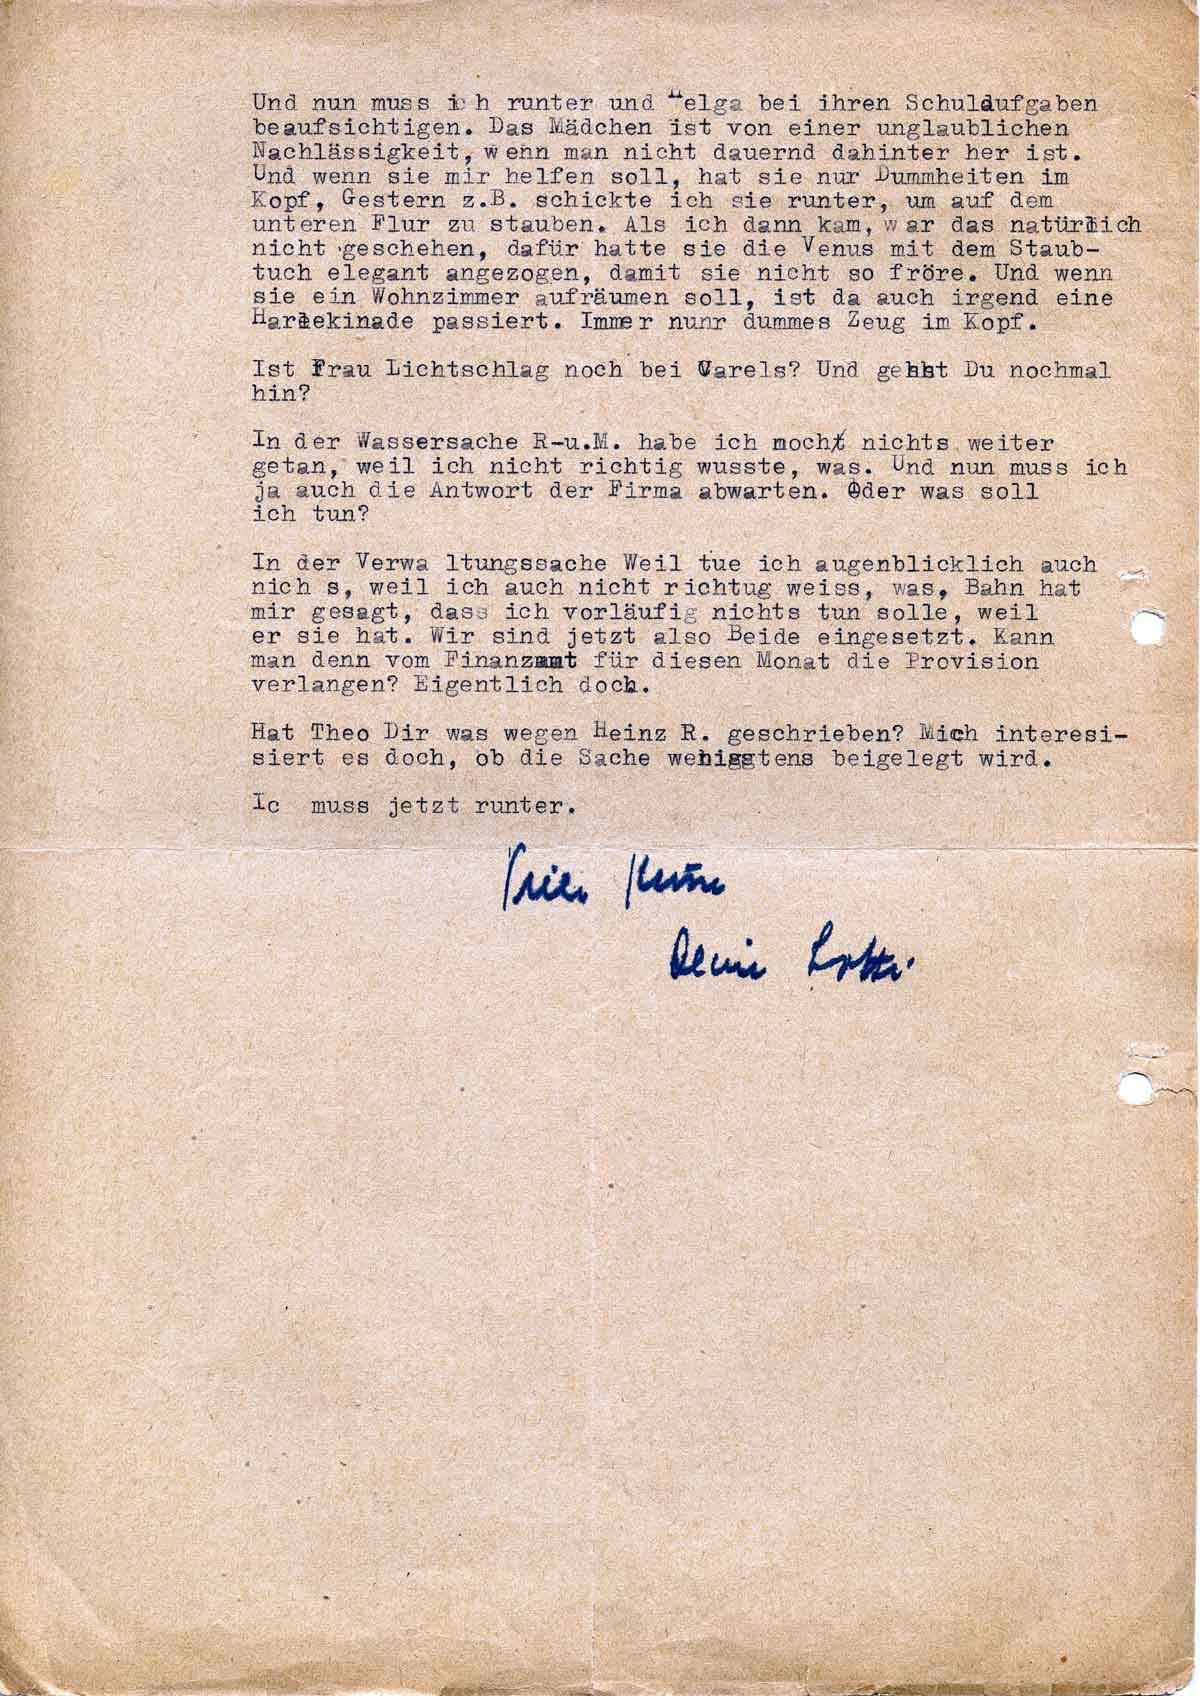 Und nun muss ich runter und Helga bei ihren Schuldufgaben
beaufsichtigen. Das Mädchen ist von einer unglaublichen
Nachlässigkeit, wenn man nicht dauernd dahinter her ist.
Und wenn sie mir helfen soll, hat sie nur Dummheiten im
Kopf, Gestern z.B. schickte ich sie runter, um auf dem
unteren Flur zu stauben. Als ich dann kam, war das natürlich
nicht geschehen, dafür hatte sie die Venus mit dem Staub-
tuch elegant angezogen, damit sie nicht so fröre. Und wenn
sie ein Wohnzimmer aufräumen soll, ist da auch irgend eine
Harlekinade passiert. Immer nunr dummes Zeug im Kopf.
Ist Frau Lichtschlag noch bei Varels? Und gehst Du nochmal
hin?
In der Wassersache R-u.M. habe ich noch nichts weiter
getan, weil ich nicht richtig wusste, was. Und nun muss ich
ja auch die Antwort der Firma abwarten. Oder was soll
ich tun?
In der Verwa ltungssache Weil tue ich augenblicklich auch
nich s, weil ich auch nicht richtug weiss, was, Bahn hat
mir gesagt, dass ich vorläufig nichts tun solle, weil
er sie hat. Wir sind jetzt also Beide eingesetzt. Kann
man denn vom Finanzamt für diesen Monat die Provision
verlangen? Eigentlich doch.
Hat Theo Dir was wegen Heinz R. geschrieben? Mich interesi-
siert es doch, ob die Sache wenigstens beigelegt wird.
Ic muss jetzt runter.
Viele Küsse
Deine Lotte.